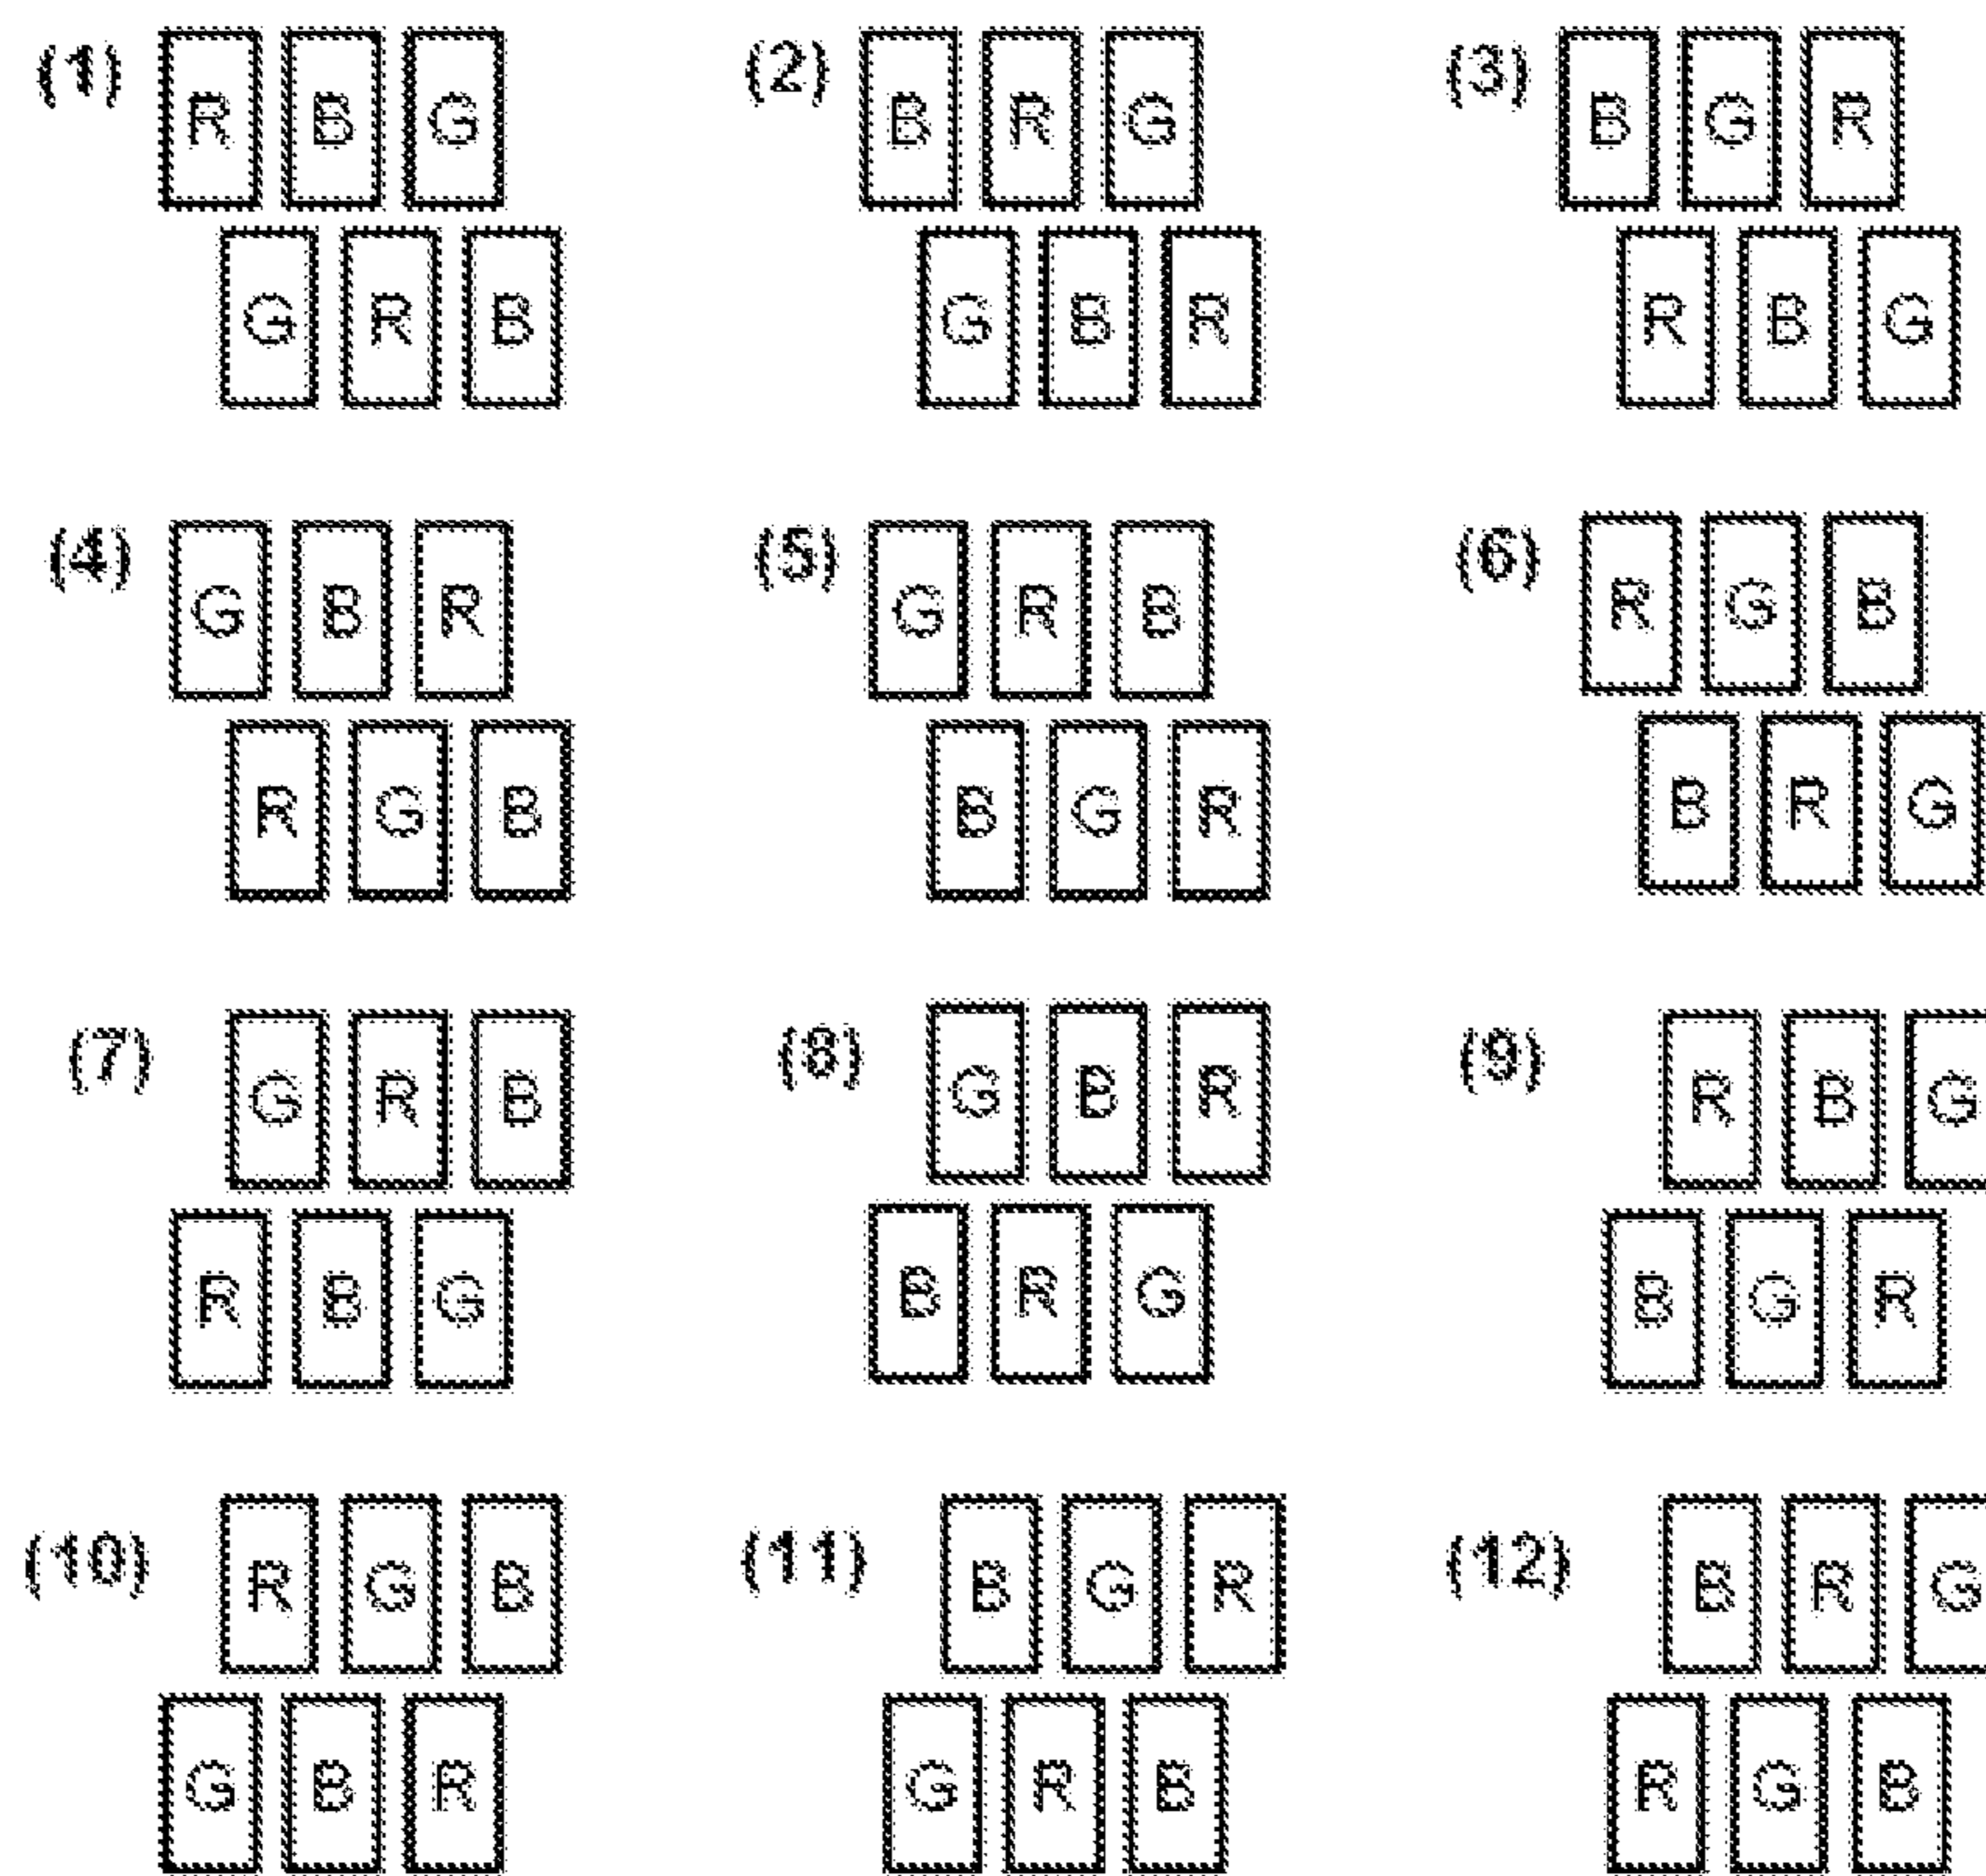 (1) R B G (2) B R G (3) B G R
G R B G B R R B G
(4) G B R (5) G R B (6) R G B
R G B B G R B R G
(7) G R B (8) G B R (9) R B G
R B G B R G B G R
(10) R G B (11) B G R (12) B R G
G B R G R B R G B